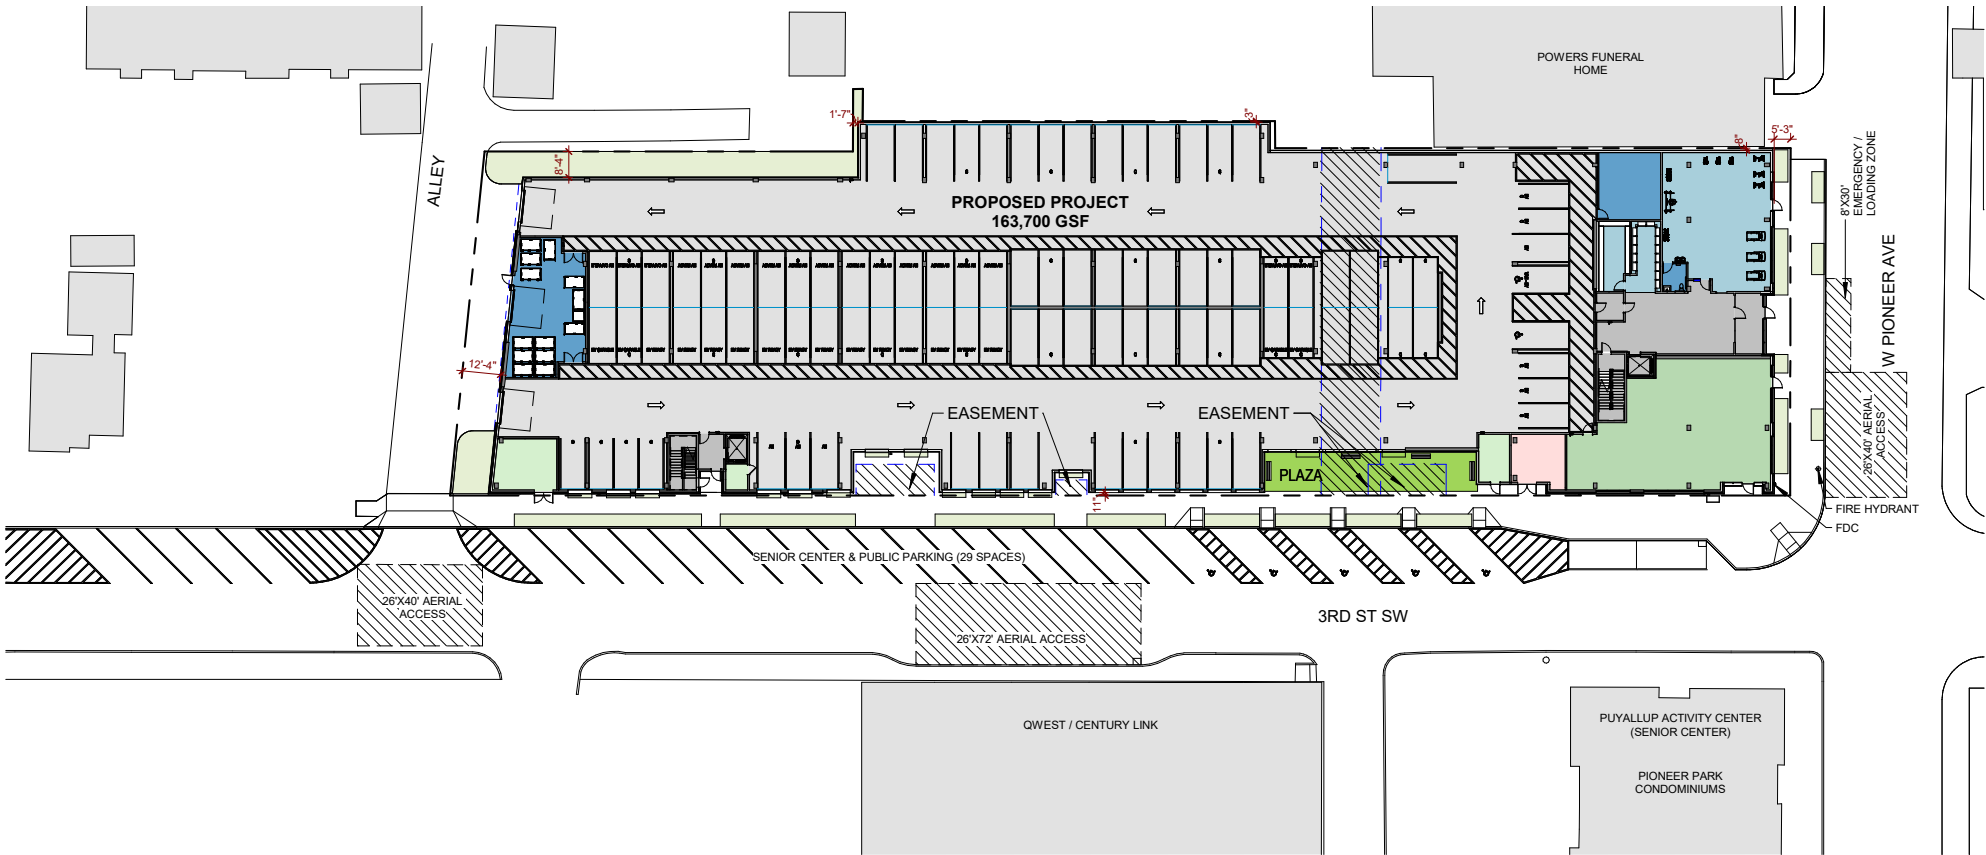 POWERS FUNERAL
HOME
1'-7"
3"
8"
5'-3"
8'X30'
EMERGENCY /
LOADING ZONE
ALLEY
8'-4"
PROPOSED PROJECT
163,700 GSF
W PIONEER AVE
12'-4"
EASEMENT
EASEMENT
26'X40' AERIAL
ACCESS
PLAZA
11"
FIRE HYDRANT
FDC
SENIOR CENTER & PUBLIC PARKING (29 SPACES)
26'X40' AERIAL
ACCESS
26'X72' AERIAL ACCESS
3RD ST SW
QWEST / CENTURY LINK
PUYALLUP ACTIVITY CENTER
(SENIOR CENTER)
PIONEER PARK
CONDOMINIUMS